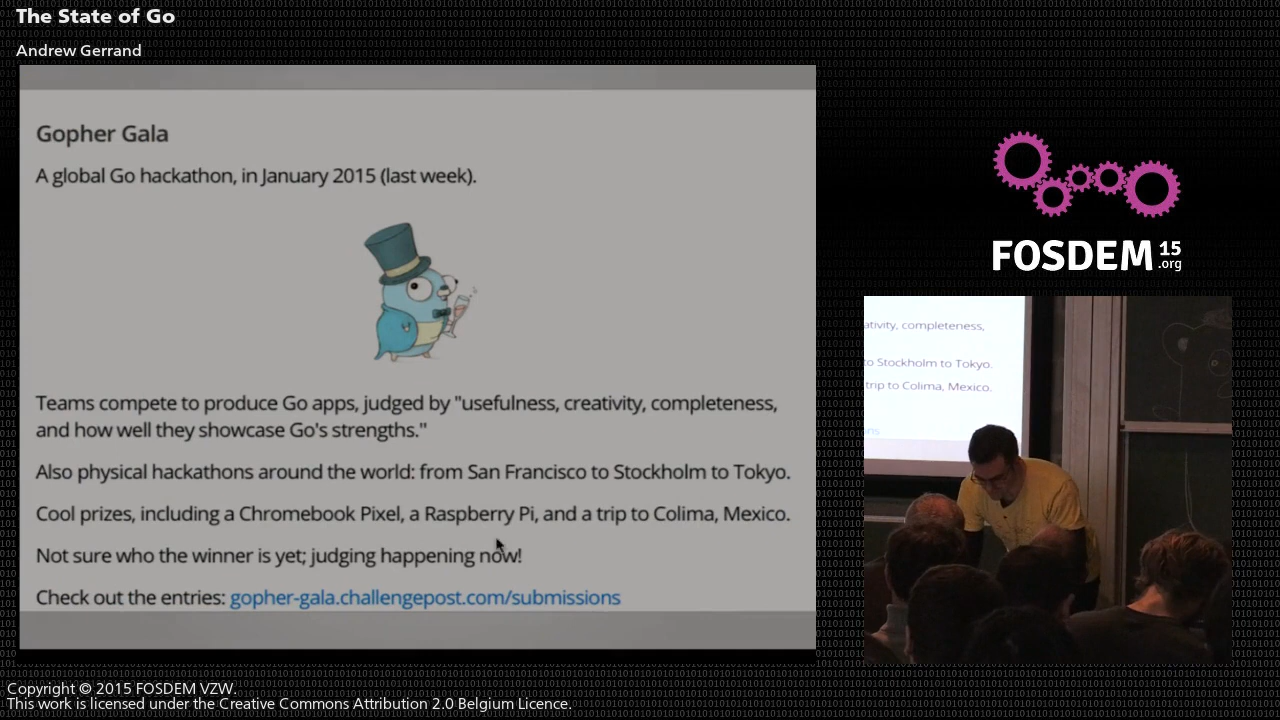 The State of Go
Andrew Gerrand
Gopher Gala
A global Go hackathon, in January 2015 (last week).
Teams compete to produce Go apps, judged by "usefulness, creativity, completeness,
and how well they showcase Go's strengths."
Also physical hackathons around the world: from San Francisco to Stockholm to Tokyo.
Cool prizes, including a Chromebook Pixel, a Raspberry Pi, and a trip to Colima, Mexico.
Not sure who the winner is yet; judging happening now!
Check out the entries: gopher-gala.challengepost.com/submissions
FOSDEM 15
.org
ativity, completeness,
to Stockholm to Tokyo.
trip to Colima, Mexico.
ns
Copyright © 2015 FOSDEM VZW.
This work is licensed under the Creative Commons Attribution 2.0 Belgium Licence.